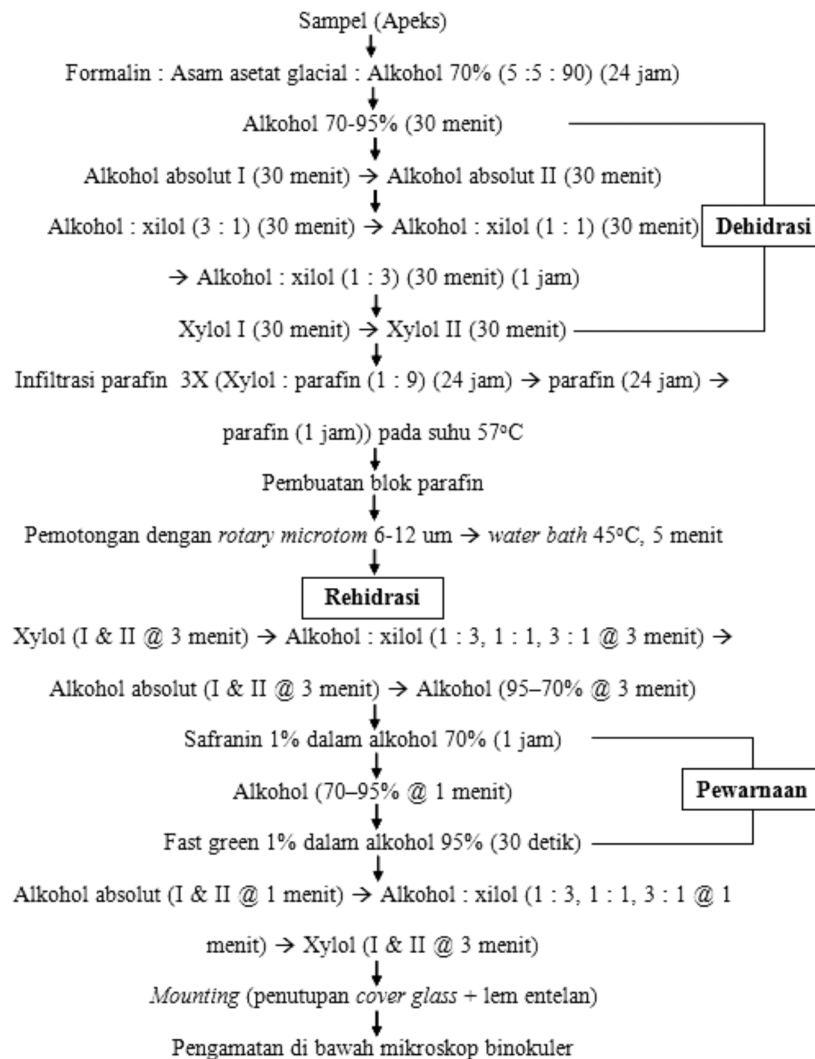 Sampel (Apeks)
Formalin : Asam asetat glacial : Alkohol 70% (5 :5 : 90) (24 jam)
Alkohol 70-95% (30 menit)
Alkohol absolut I (30 menit) → Alkohol absolut II (30 menit)
Alkohol : xilol (3 : 1) (30 menit) → Alkohol : xilol (1 : 1) (30 menit)
Dehidrasi
→ Alkohol : xilol (1 : 3) (30 menit) (1 jam)
Xylol I (30 menit) → Xylol II (30 menit)
Infiltrasi parafin 3X (Xylol : parafin (1 : 9) (24 jam) → parafin (24 jam) →
parafin (1 jam)) pada suhu 57°C
Pembuatan blok parafin
Pemotongan dengan rotary microtom 6-12 um → water bath 45°C, 5 menit
Rehidrasi
Xylol (I & II @ 3 menit) → Alkohol : xilol (1 : 3, 1 : 1, 3 : 1 @ 3 menit) →
Alkohol absolut (I & II @ 3 menit) → Alkohol (95–70% @ 3 menit)
Safranin 1% dalam alkohol 70% (1 jam)
Alkohol (70–95% @ 1 menit)
Pewarnaan
Fast green 1% dalam alkohol 95% (30 detik)
Alkohol absolut (I & II @ 1 menit) → Alkohol : xilol (1 : 3, 1 : 1, 3 : 1 @ 1
menit) → Xylol (I & II @ 3 menit)
Mounting (penutupan cover glass + lem entelan)
Pengamatan di bawah mikroskop binokuler